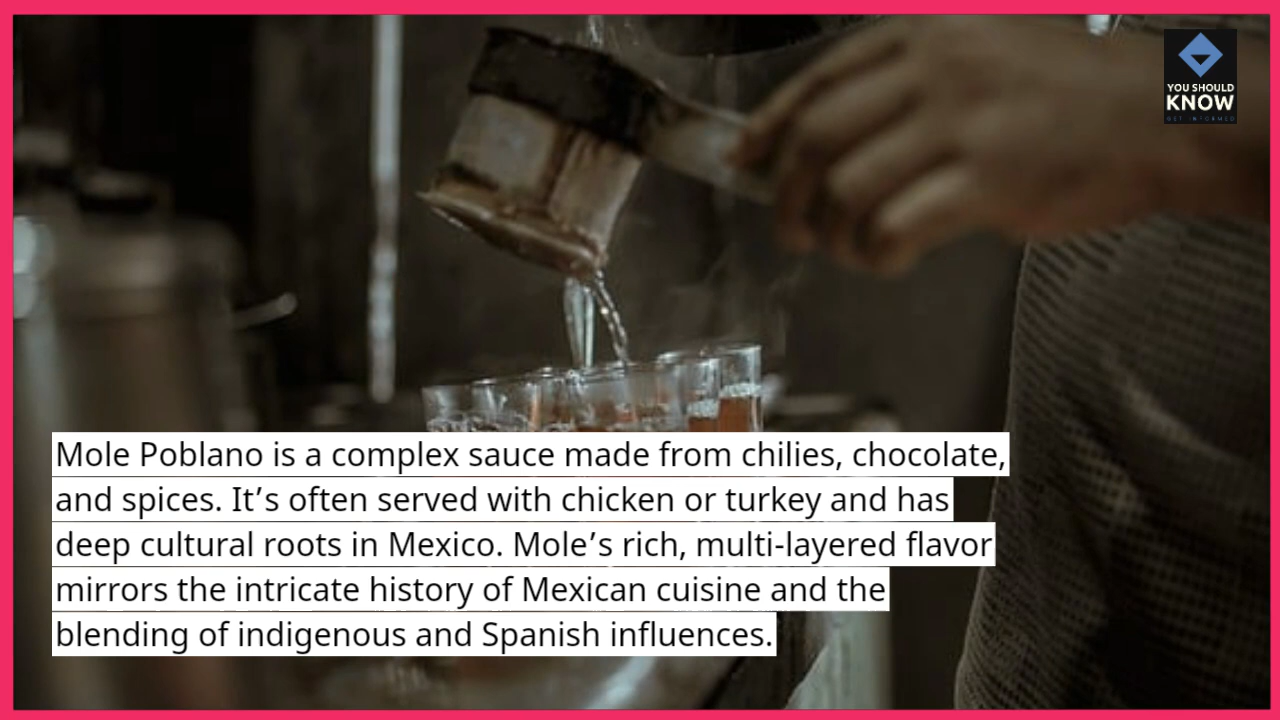 YOU SHOULD
KNOW
GET INFORMED
Mole Poblano is a complex sauce made from chilies, chocolate,
and spices. It’s often served with chicken or turkey and has
deep cultural roots in Mexico. Mole’s rich, multi-layered flavor
mirrors the intricate history of Mexican cuisine and the
blending of indigenous and Spanish influences.